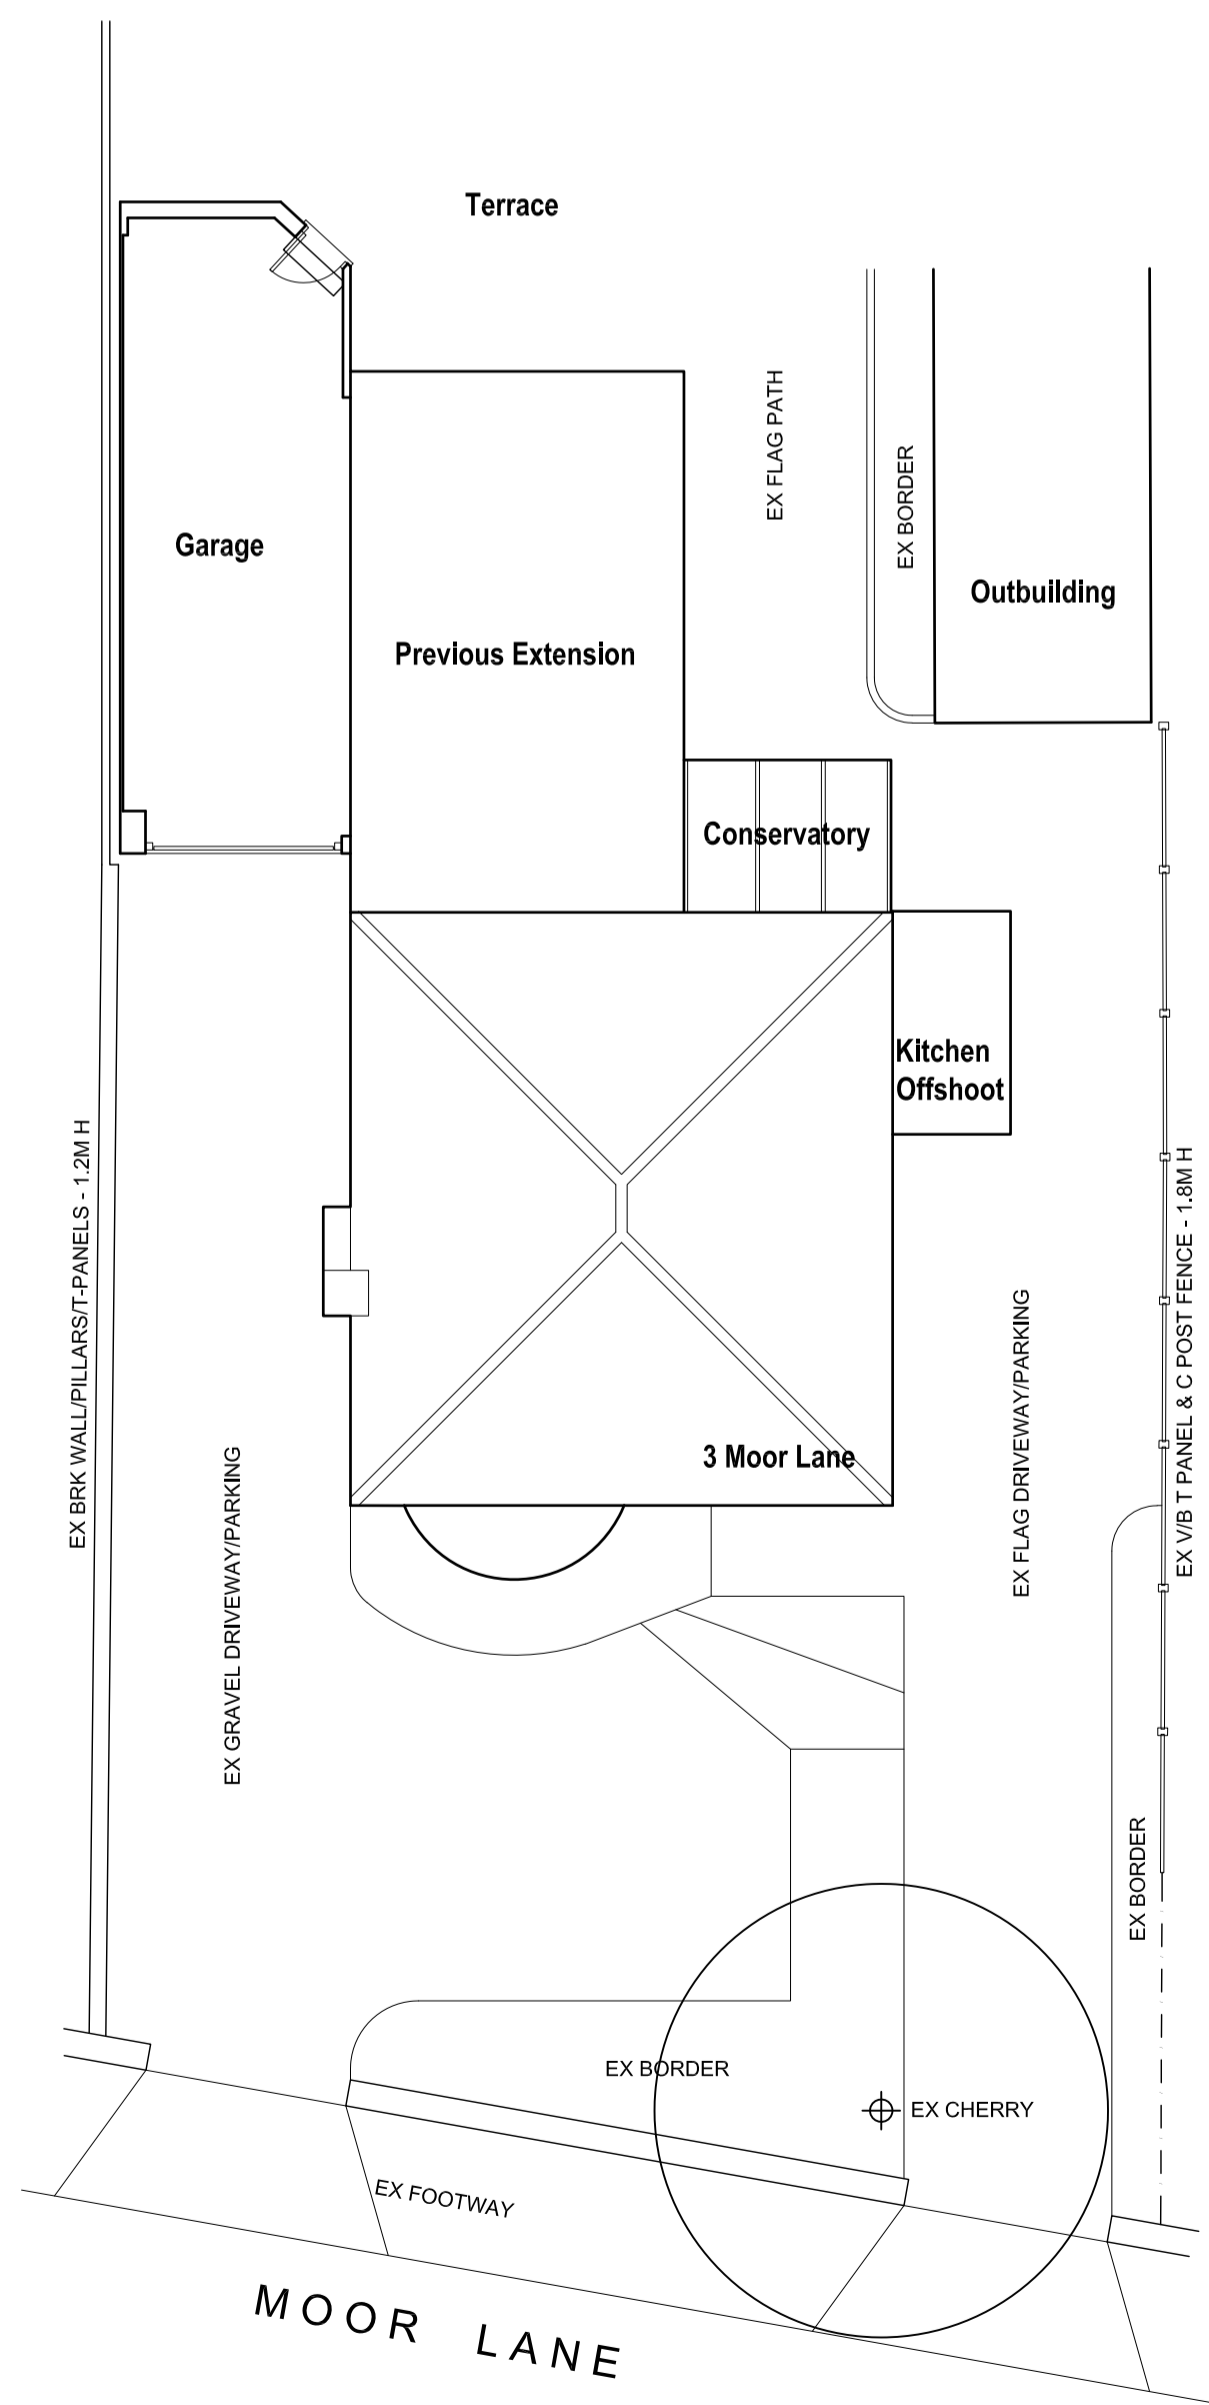 Terrace
EX FLAG PATH
EX BORDER
Garage
Outbuilding
Previous Extension
Conservatory
Kitchen
Offshoot
EX BRK WALL/PILLARS/T-PANELS - 1.2M H
EX V/B T PANEL & C POST FENCE - 1.8M H
EX FLAG DRIVEWAY/PARKING
3 Moor Lane
EX GRAVEL DRIVEWAY/PARKING
EX BORDER
EX BORDER
EX CHERRY
EX FOOTWAY
MOOR LANE